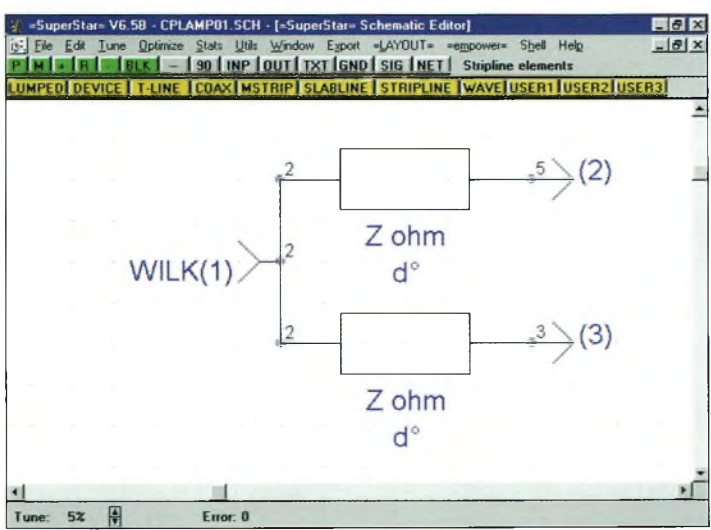 =SuperStar= V6.5B - CPLAMP01.SCH - [=SuperStar= Schematic Editor]
File Edit Tune Optimize Stats Utils Window Export =LAYOUT= =empower= Shell Help
P M + R - BLK - 90 INP OUT TXT GND SIG NET Stripline elements
LUMPED DEVICE T-LINE COAX MSTRIP SLABLINE STRIPLINE WAVE USER1 USER2 USER3
2 5 (2)
Z ohm
d°
WILK(1) 2
2 3 (3)
Z ohm
d°
Tune: 5% Error: 0